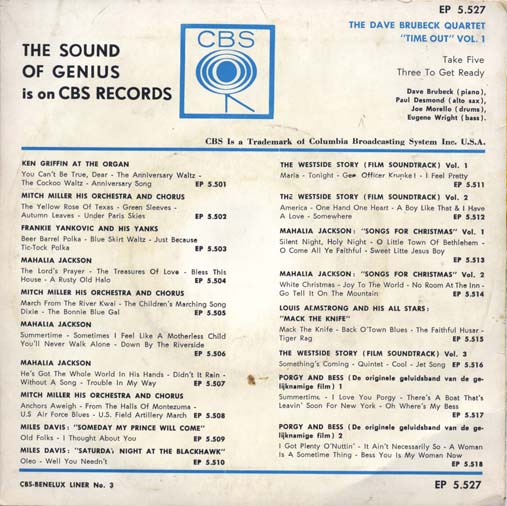 EP 5.527
THE DAVE BRUBECK QUARTET
"TIME OUT" VOL. 1
Take Five
Three To Get Ready
Dave Brubeck (piano),
Paul Desmond (alto sax),
Joe Morello (drums),
Eugene Wright (bass).
THE SOUND
OF GENIUS
is on CBS RECORDS
CBS
CBS Is a Trademark of Columbia Broadcasting System Inc. U.S.A.
KEN GRIFFIN AT THE ORGAN
You Can't Be True, Dear - The Anniversary Waltz -
The Cockoo Waltz - Anniversary Song EP 5.501
MITCH MILLER HIS ORCHESTRA AND CHORUS
The Yellow Rose Of Texas - Green Sleeves -
Autumn Leaves - Under Paris Skies EP 5.502
FRANKIE YANKOVIC AND HIS YANKS
Beer Barrel Polka - Blue Skirt Waltz - Just Because
Tic-Tock Polka EP 5.503
MAHALIA JACKSON
The Lord's Prayer - The Treasures Of Love - Bless This
House - A Rusty Old Halo EP 5.504
MITCH MILLER HIS ORCHESTRA AND CHORUS
March From The River Kwai - The Children's Marching Song
Dixie - The Bonnie Blue Gal EP 5.505
MAHALIA JACKSON
Summertime - Sometimes I Feel Like A Motherless Child
You'll Never Walk Alone - Down By The Riverside
EP 5.506
MAHALIA JACKSON
He's Got The Whole World In His Hands - Didn't It Rain -
Without A Song - Trouble In My Way EP 5.507
MITCH MILLER HIS ORCHESTRA AND CHORUS
Anchors Aweigh - From The Halls Of Montezuma -
U.S Air Force Blues - U.S. Field Artillery March EP 5.508
MILES DAVIS: "SOMEDAY MY PRINCE WILL COME"
Old Folks - I Thought About You EP 5.509
MILES DAVIS: "SATURDAY NIGHT AT THE BLACKHAWK"
Oleo - Well You Needn't EP 5.510
THE WESTSIDE STORY (FILM SOUNDTRACK) Vol. 1
Maria - Tonight - Gee Officer Krupke! - I Feel Pretty
EP 5.511
THE WESTSIDE STORY (FILM SOUNDTRACK) Vol. 2
America - One Hand One Heart - A Boy Like That & I Have
A Love - Somewhere EP 5.512
MAHALIA JACKSON: "SONGS FOR CHRISTMAS" Vol. 1
Silent Night, Holy Night - O Little Town Of Bethlehem -
O Come All Ye Faithful - Sweet Little Jesus Boy
EP 5.513
MAHALIA JACKSON: "SONGS FOR CHRISTMAS" Vol. 2
White Christmas - Joy To The World - No Room At The Inn -
Go Tell It On The Mountain EP 5.514
LOUIS ARMSTRONG AND HIS ALL STARS:
"MACK THE KNIFE"
Mack The Knife - Back O'Town Blues - The Faithful Husar -
Tiger Rag EP 5.515
THE WESTSIDE STORY (FILM SOUNDTRACK) Vol. 3
Something's Coming - Quintet - Cool - Jet Song EP 5.516
PORGY AND BESS (De originele geluidsband van de ge-
lijknamige film) 1
Summertime - I Love You Porgy - There's A Boat That's
Leavin' Soon For New York - Oh Where's My Bess
EP 5.517
PORGY AND BESS (De originele geluidsband van de ge-
lijknamige film) 2
I Got Plenty O'Nuttin' - It Ain't Necessarily So - A Woman
Is A Sometime Thing - Bess You Is My Woman Now
EP 5.518
CBS-BENELUX LINER No. 3
EP 5.527